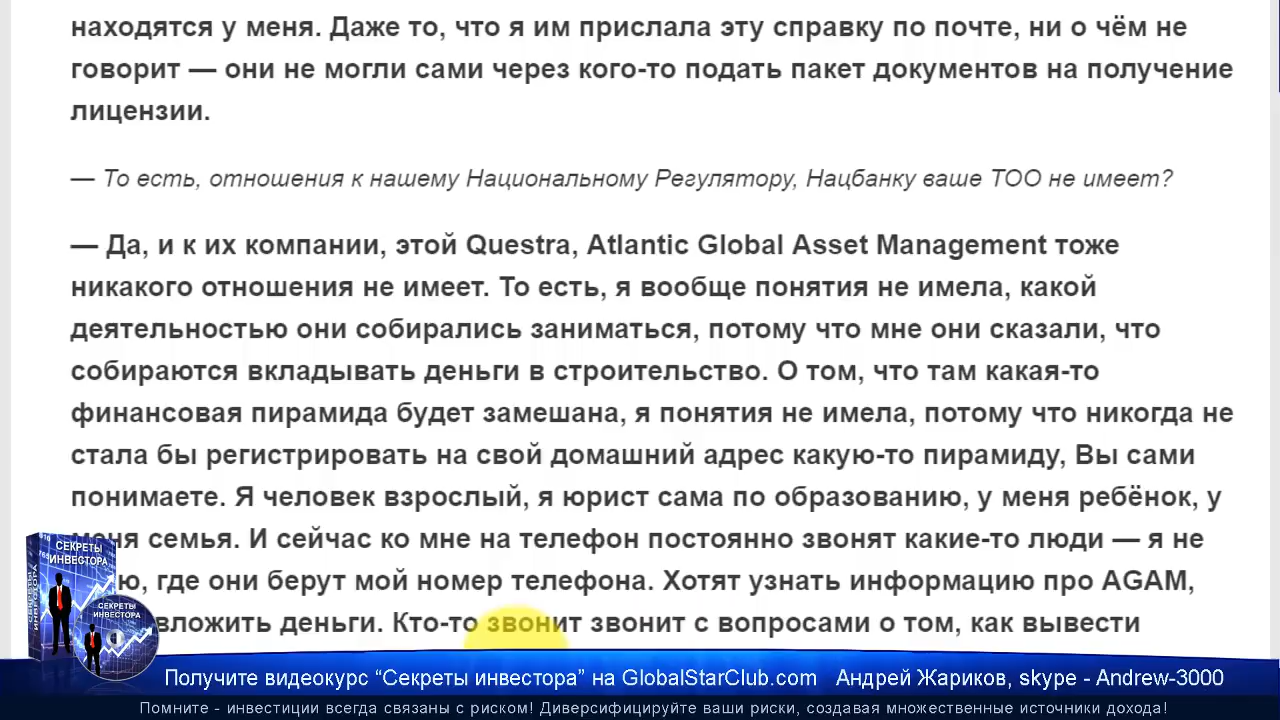 находятся у меня. Даже то, что я им прислала эту справку по почте, ни о чём не
говорит — они не могли сами через кого-то подать пакет документов на получение
лицензии.
— То есть, отношения к нашему Национальному Регулятору, Нацбанку ваше ТОО не имеет?
— Да, и к их компании, этой Questra, Atlantic Global Asset Management тоже
никакого отношения не имеет. То есть, я вообще понятия не имела, какой
деятельностью они собирались заниматься, потому что мне они сказали, что
собираются вкладывать деньги в строительство. О том, что там какая-то
финансовая пирамида будет замешана, я понятия не имела, потому что никогда не
стала бы регистрировать на свой домашний адрес какую-то пирамиду, Вы сами
понимаете. Я человек взрослый, я юрист сама по образованию, у меня ребёнок, у
семья. И сейчас ко мне на телефон постоянно звонят какие-то люди — я не
где они берут мой номер телефона. Хотят узнать информацию про AGAM,
вложить деньги. Кто-то звонит звонит с вопросами о том, как вывести
СЕКРЕТЫ
ИНВЕСТОРА
СЕКРЕТЫ
ИНВЕСТОРА
СЕКРЕТЫ
ИНВЕСТОРА
Получите видеокурс “Секреты инвестора” на GlobalStarClub.com Андрей Жариков, skype - Andrew-3000
Помните - инвестиции всегда связаны с риском! Диверсифицируйте ваши риски, создавая множественные источники дохода!